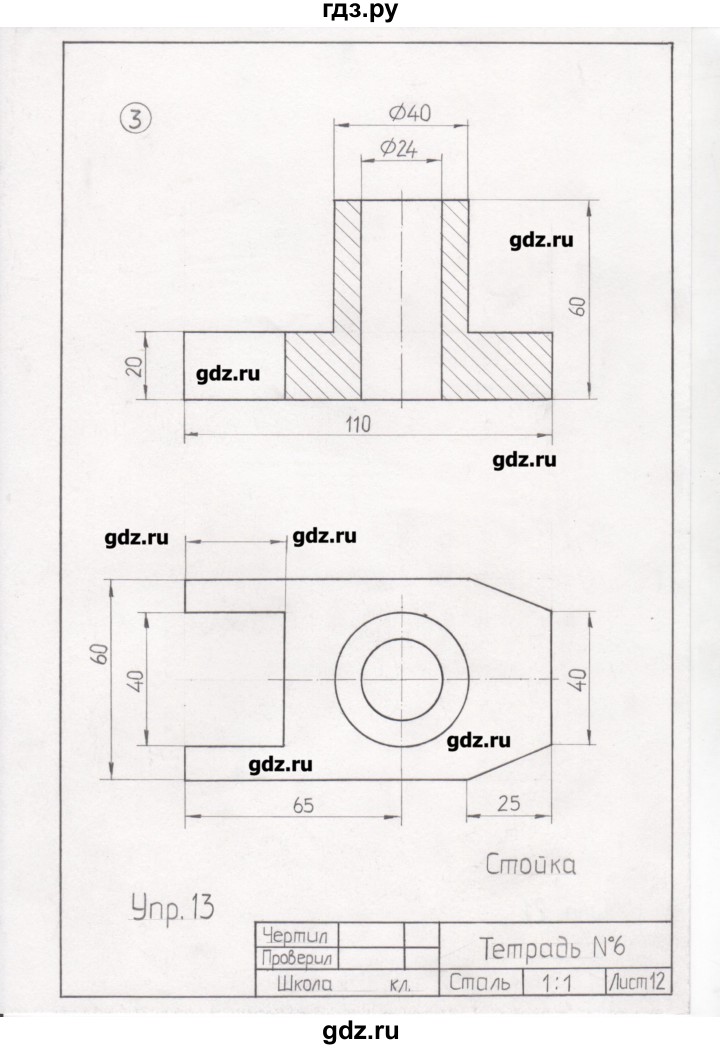 гдз.ру
3
Ø40
Ø24
gdz.ru
60
20
gdz.ru
110
gdz.ru
gdz.ru
gdz.ru
60
40
40
gdz.ru
gdz.ru
65
25
Стойка
Упр. 13
Чертил
Проверил
Тетрадь №6
Школа кл.
Сталь
1:1
Лист 12
gdz.ru